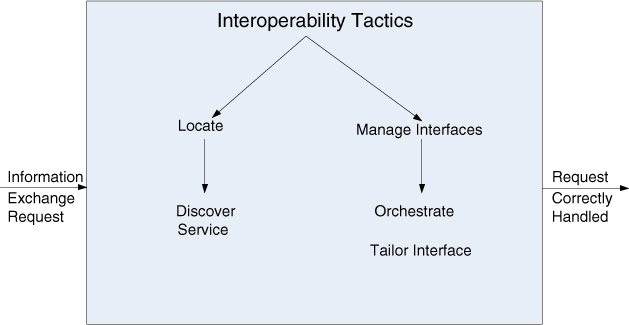 Interoperability Tactics
Locate
Manage Interfaces
Information
Exchange
Request
Discover
Service
Orchestrate
Tailor Interface
Request
Correctly
Handled